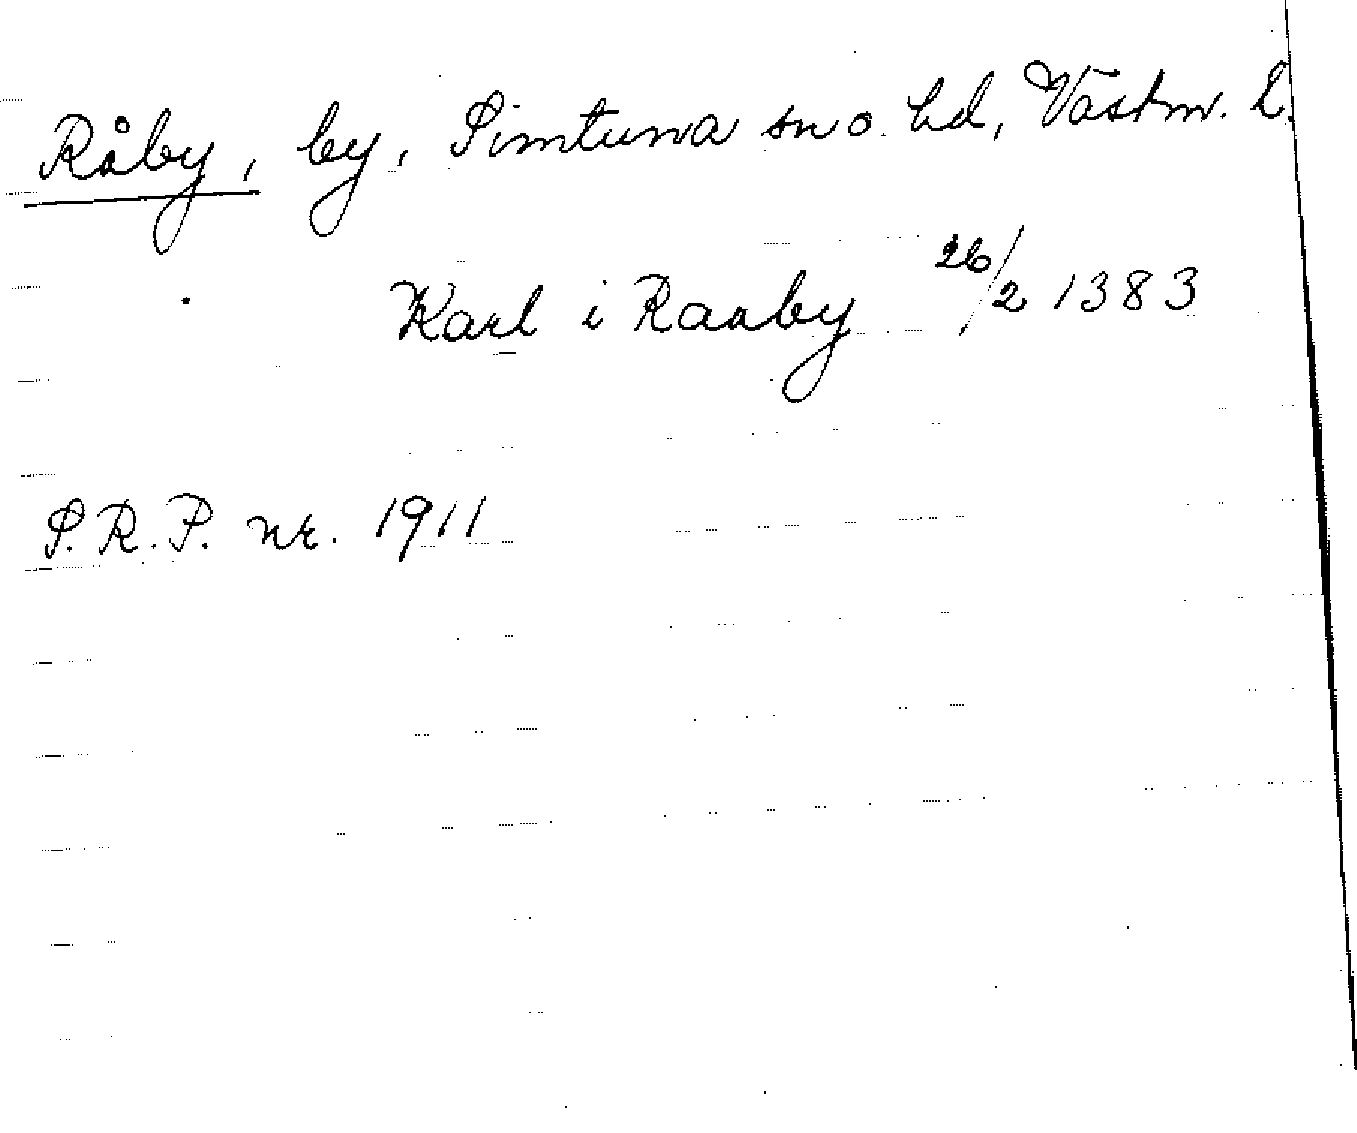 Råby, by, Simtuna sn o. hd, Västm. L.
Karl i Raaby 26/2 1383
S.R.P. nr. 1911